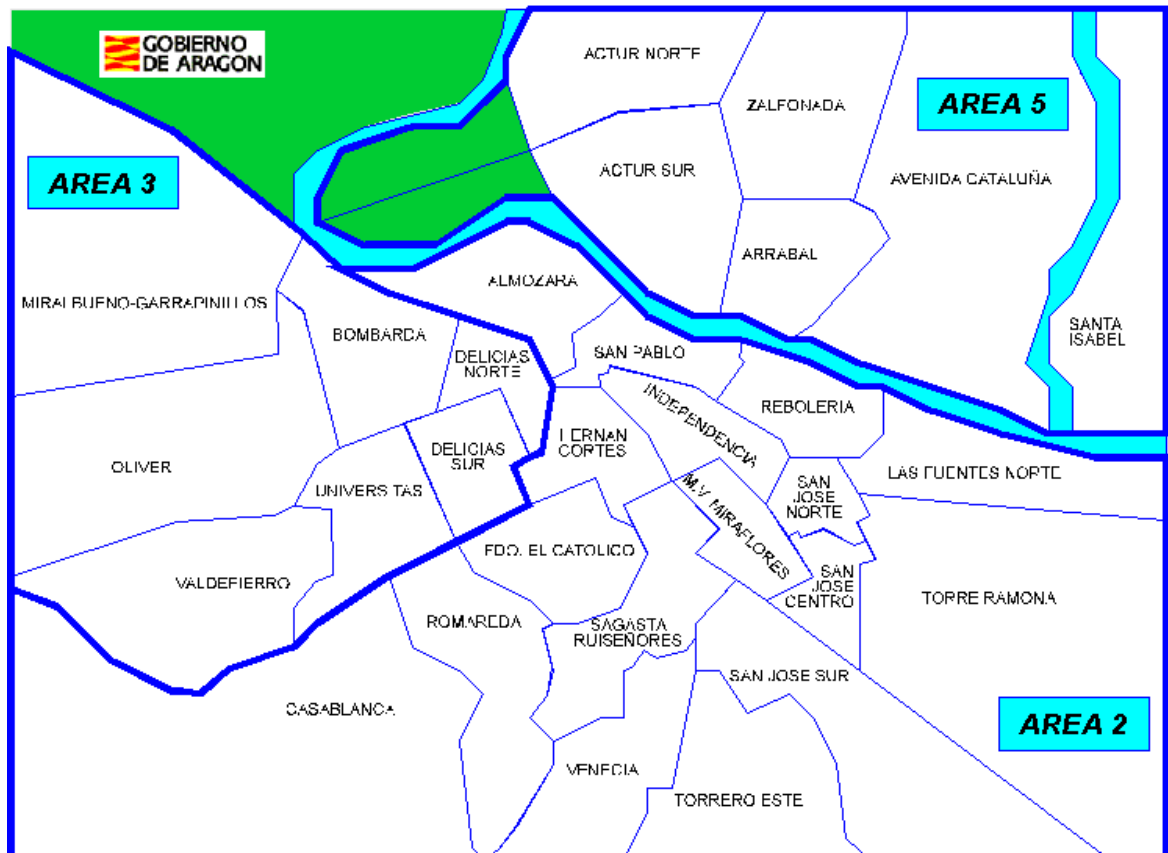 GOBIERNO
DE ARAGON
ACTUR NORTE
ZALFONADA
AREA 5
AREA 3
ACTUR SUR
AVENIDA CATALUÑA
ARRABAL
ALMOZARA
MIRALBUENO-GARRAPINILLOS
BOMBARDA
DELICIAS
NORTE
SAN PABLO
SANTA
ISABEL
INDEPENDENCIA
REBOLERIA
HERNAN
CORTES
DELICIAS
SUR
OLIVER
UNIVERSITAS
M.V. MIRAFLORES
SAN
JOSE
NORTE
LAS FUENTES NORTE
FDO. EL CATOLICO
VALDEFIERRO
SAN
JOSE
CENTRO
TORRE RAMONA
ROMAREDA
SAGASTA
RUISEÑORES
SAN JOSE SUR
CASABLANCA
AREA 2
VENECIA
TORRERO ESTE